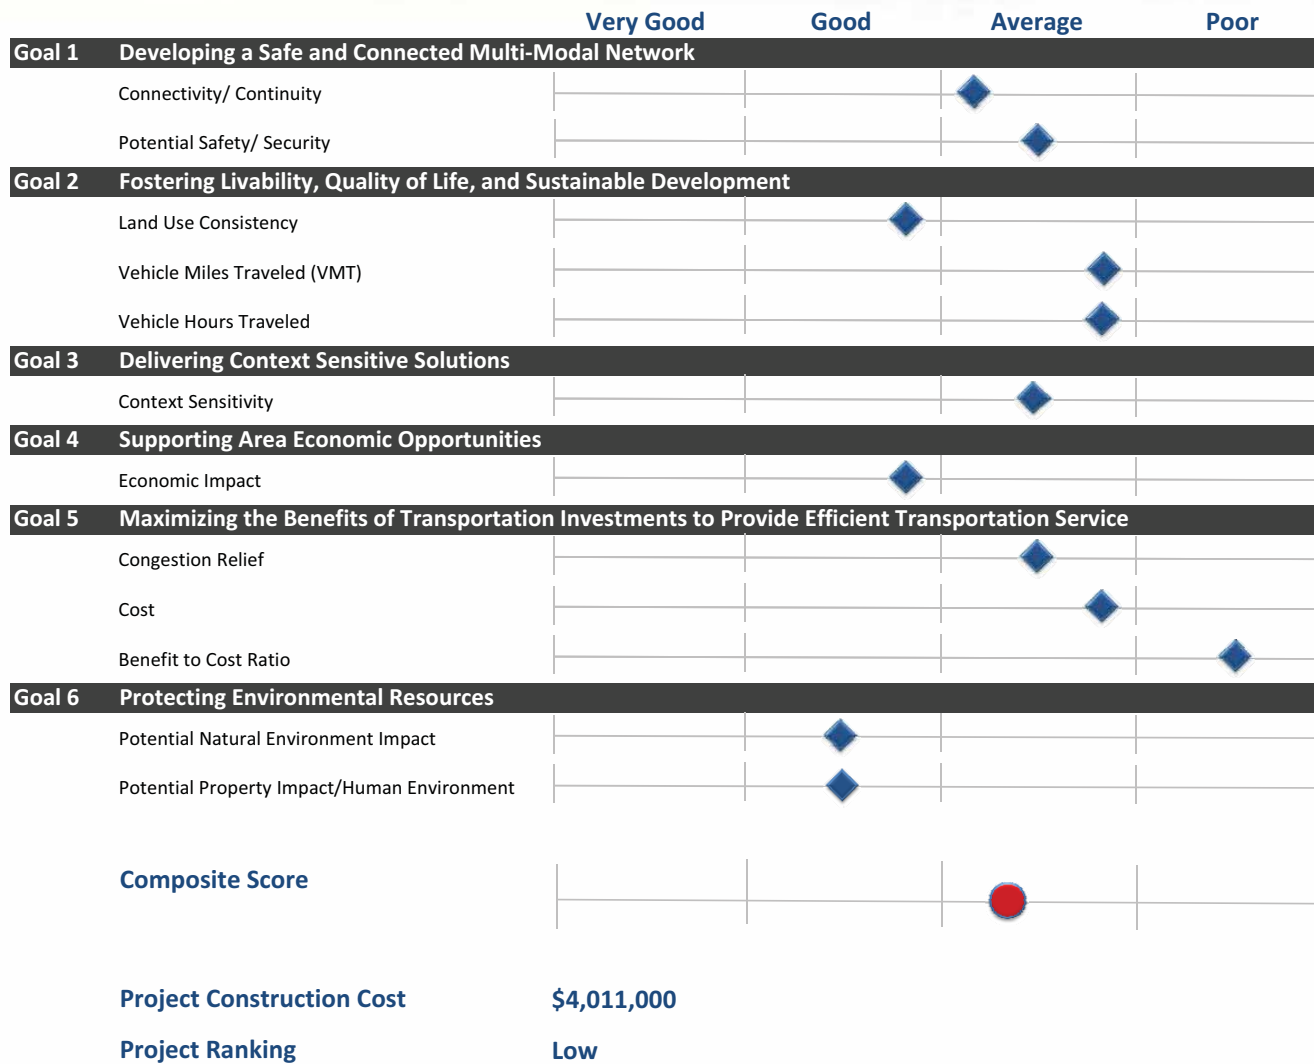 Very Good Good Average Poor
Goal 1 Developing a Safe and Connected Multi-Modal Network
Connectivity/ Continuity
Potential Safety/ Security
Goal 2 Fostering Livability, Quality of Life, and Sustainable Development
Land Use Consistency
Vehicle Miles Traveled (VMT)
Vehicle Hours Traveled
Goal 3 Delivering Context Sensitive Solutions
Context Sensitivity
Goal 4 Supporting Area Economic Opportunities
Economic Impact
Goal 5 Maximizing the Benefits of Transportation Investments to Provide Efficient Transportation Service
Congestion Relief
Cost
Benefit to Cost Ratio
Goal 6 Protecting Environmental Resources
Potential Natural Environment Impact
Potential Property Impact/Human Environment
Composite Score
Project Construction Cost $4,011,000
Project Ranking Low